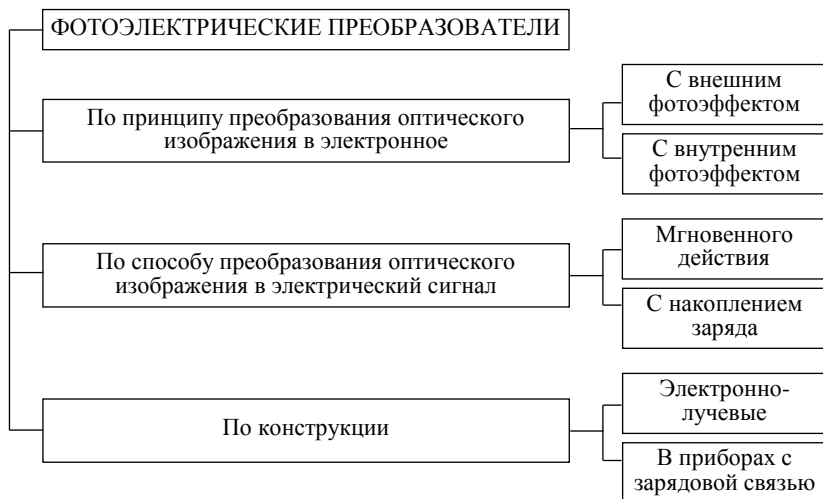 ФОТОЭЛЕКТРИЧЕСКИЕ ПРЕОБРАЗОВАТЕЛИ
По принципу преобразования оптического
изображения в электронное
С внешним
фотоэффектом
С внутренним
фотоэффектом
По способу преобразования оптического
изображения в электрический сигнал
Мгновенного
действия
С накоплением
заряда
По конструкции
Электронно-
лучевые
В приборах с
зарядовой связью